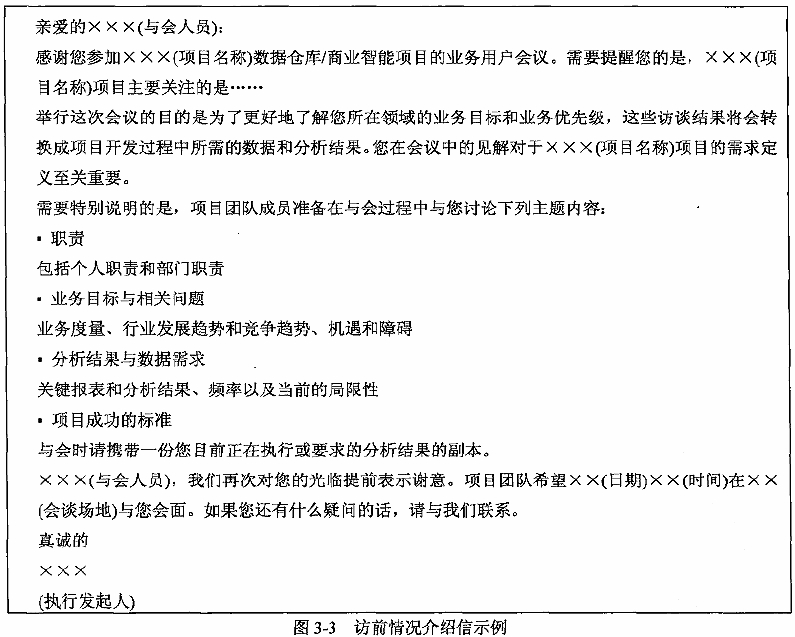 亲爱的×××(与会人员):
感谢您参加×××(项目名称)数据仓库/商业智能项目的业务用户会议。需要提醒您的是，×××(项
目名称)项目主要关注的是……
举行这次会议的目的是为了更好地了解您所在领域的业务目标和业务优先级，这些访谈结果将会转
换成项目开发过程中所需的数据和分析结果。您在会议中的见解对于×××(项目名称)项目的需求定
义至关重要。
需要特别说明的是，项目团队成员准备在与会过程中与您讨论下列主题内容：
▪ 职责
包括个人职责和部门职责
▪ 业务目标与相关问题
业务度量、行业发展趋势和竞争趋势、机遇和障碍
▪ 分析结果与数据需求
关键报表和分析结果、频率以及当前的局限性
▪ 项目成功的标准
与会时请携带一份您目前正在执行或要求的分析结果的副本。
×××(与会人员)，我们再次对您的光临提前表示谢意。项目团队希望××(日期)××(时间)在××
(会谈场地)与您会面。如果您还有什么疑问的话，请与我们联系。
真诚的
×××
(执行发起人)
图 3-3 访前情况介绍信示例